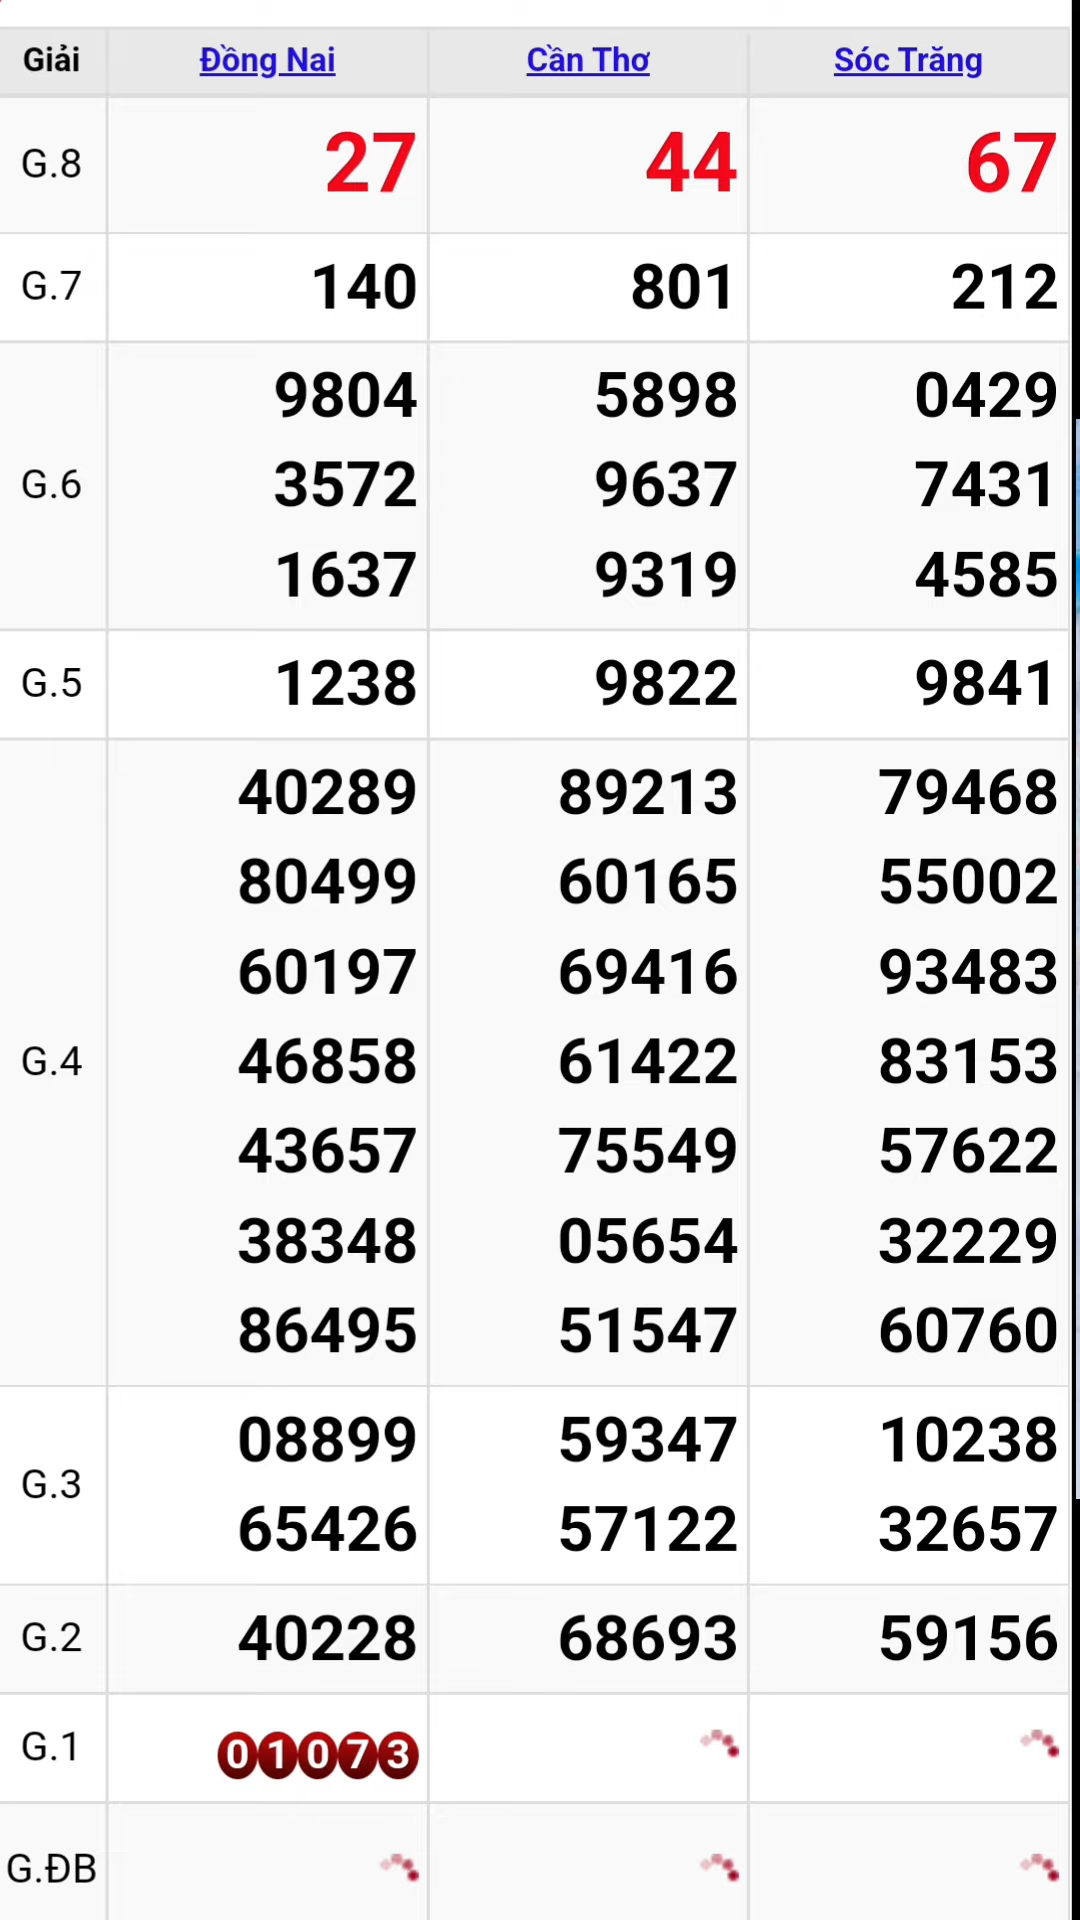 Giải Đồng Nai Cần Thơ Sóc Trăng
G.8 27 44 67
G.7 140 801 212
9804 5898 0429
G.6 3572 9637 7431
1637 9319 4585
G.5 1238 9822 9841
40289 89213 79468
80499 60165 55002
60197 69416 93483
G.4 46858 61422 83153
43657 75549 57622
38348 05654 32229
86495 51547 60760
G.3 08899 59347 10238
65426 57122 32657
G.2 40228 68693 59156
G.1 01073
G.ĐB